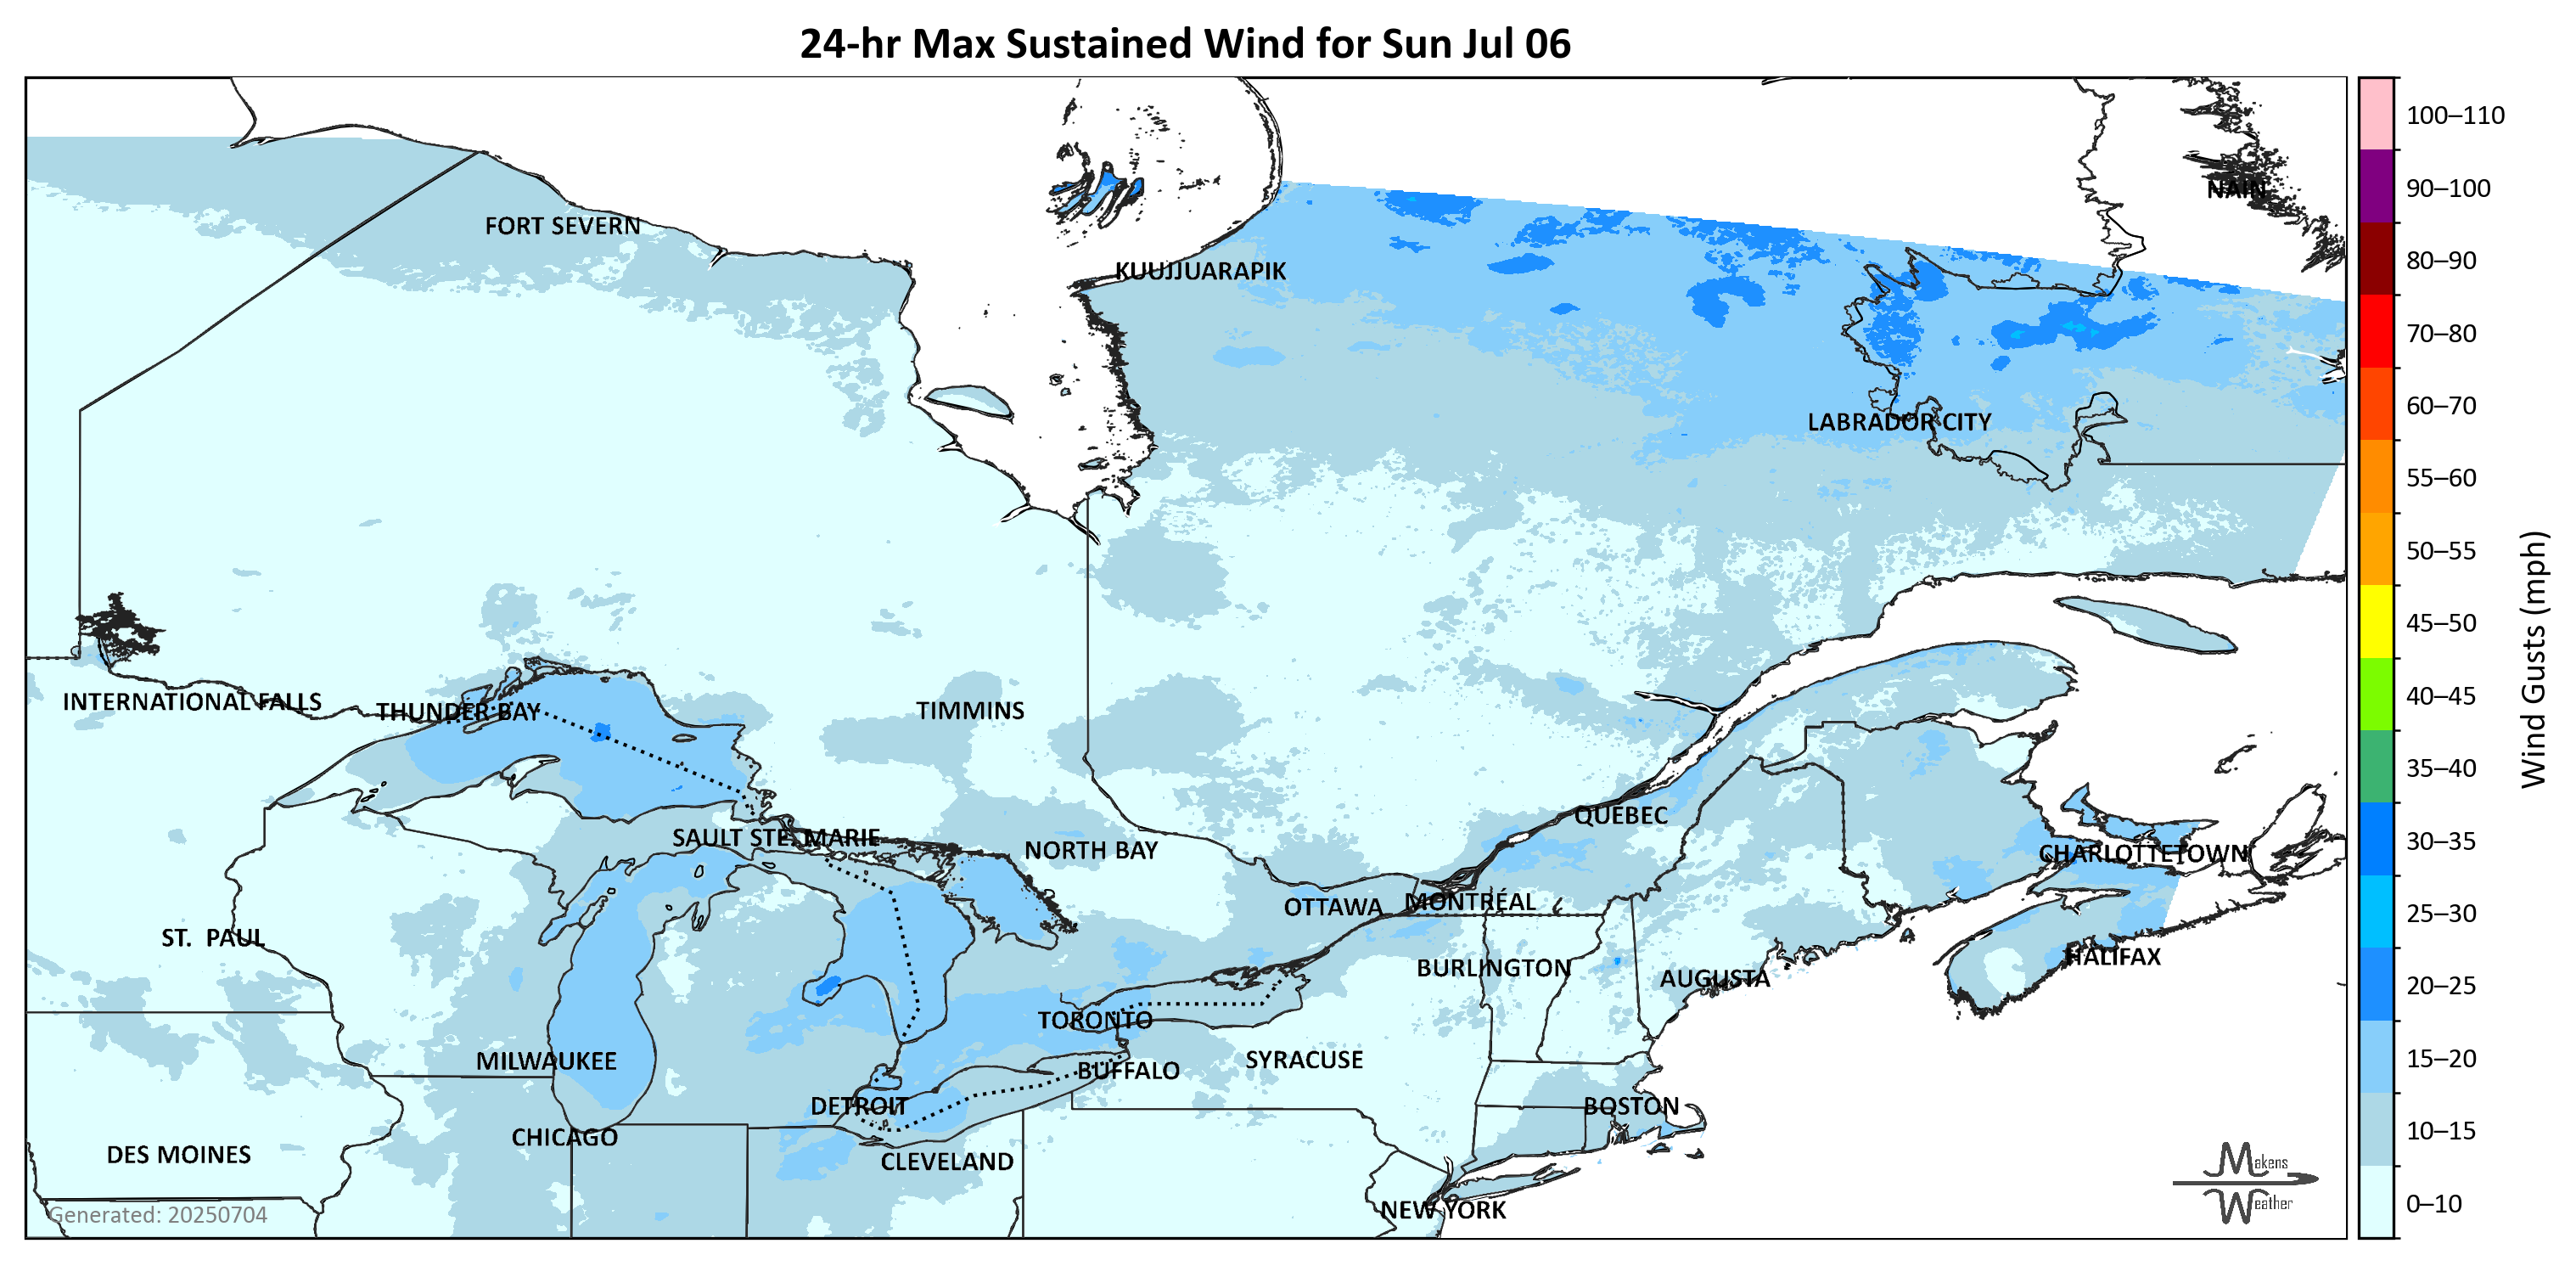 24-hr Max Sustained Wind for Sun Jul 06
100–110
90–100
80–90
70–80
60–70
55–60
50–55
45–50
40–45
35–40
30–35
25–30
20–25
15–20
10–15
0–10
Wind Gusts (mph)
NAIN
FORT SEVERN
KUUJJUARAPIK
LABRADOR CITY
INTERNATIONAL FALLS
THUNDER BAY
TIMMINS
QUEBEC
SAULT STE. MARIE
NORTH BAY
CHARLOTTETOWN
OTTAWA
MONTRÉAL
ST. PAUL
HALIFAX
BURLINGTON
AUGUSTA
TORONTO
MILWAUKEE
SYRACUSE
BUFFALO
DETROIT
BOSTON
CHICAGO
DES MOINES
CLEVELAND
NEW YORK
Generated: 20250704
Makens
Weather